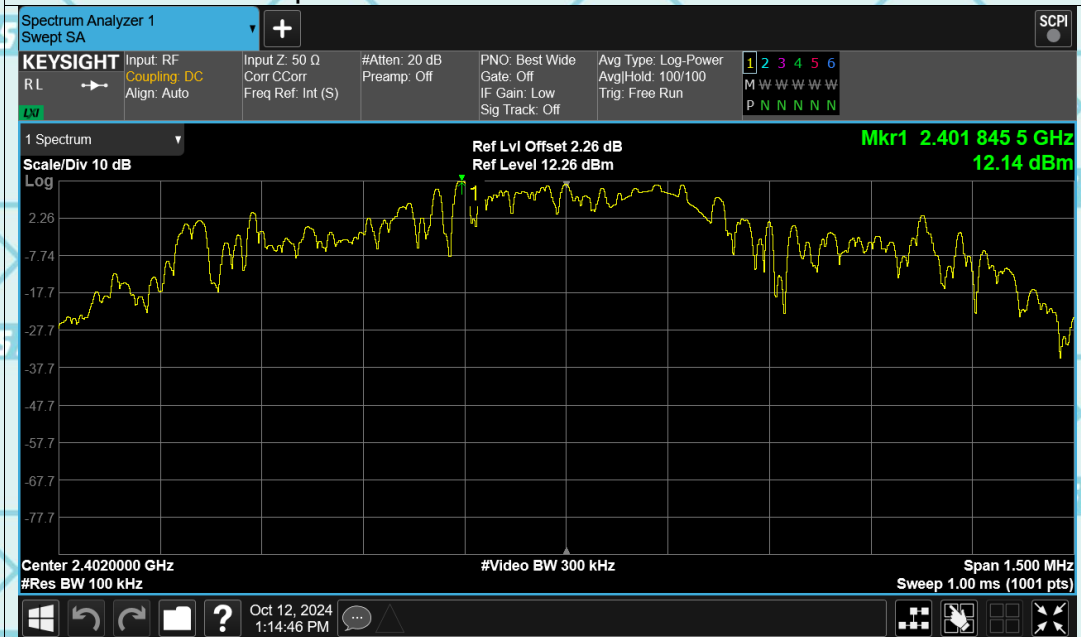 Spectrum Analyzer 1
Swept SA
+
SCPI
KEYSIGHT Input: RF Input Z: 50 Ω #Atten: 20 dB PNO: Best Wide Avg Type: Log-Power 1 2 3 4 5 6
R L Coupling: DC Corr CCorr Preamp: Off Gate: Off Avg|Hold: 100/100 M W W W W W
Align: Auto Freq Ref: Int (S) IF Gain: Low Trig: Free Run
LXI Sig Track: Off P N N N N N
1 Spectrum
Ref Lvl Offset 2.26 dB Mkr1 2.401 845 5 GHz
Scale/Div 10 dB Ref Level 12.26 dBm 12.14 dBm
Log
1
2.26
-7.74
-17.7
-27.7
-37.7
-47.7
-57.7
-67.7
-77.7
Center 2.4020000 GHz #Video BW 300 kHz Span 1.500 MHz
#Res BW 100 kHz Sweep 1.00 ms (1001 pts)
? Oct 12, 2024
1:14:46 PM